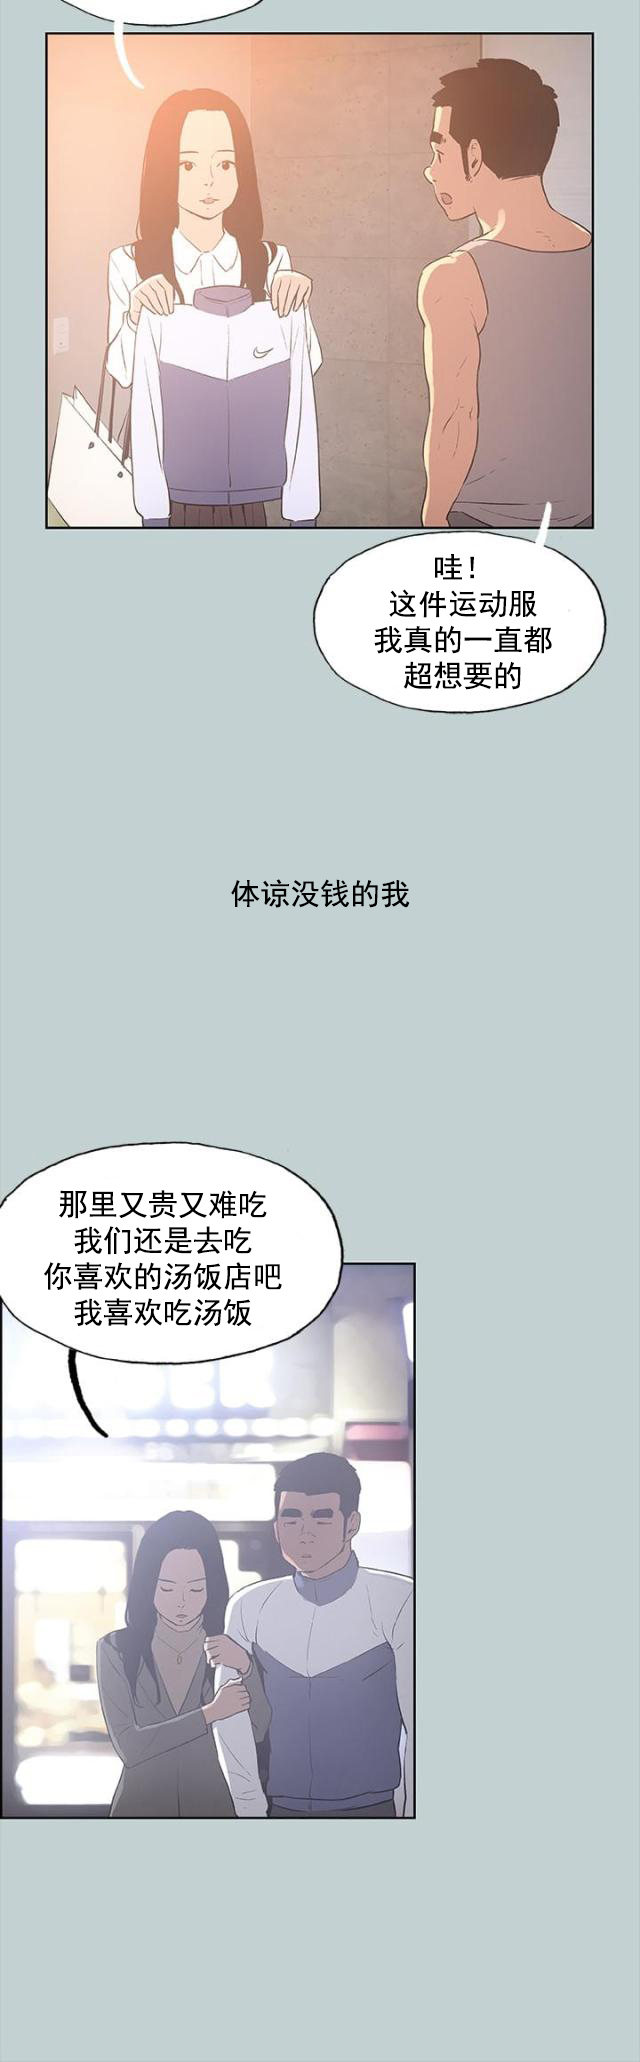 哇！
这件运动服
我真的一直都
超想要的
体谅没钱的我
那里又贵又难吃
我们还是去吃
你喜欢的汤饭店吧
我喜欢吃汤饭